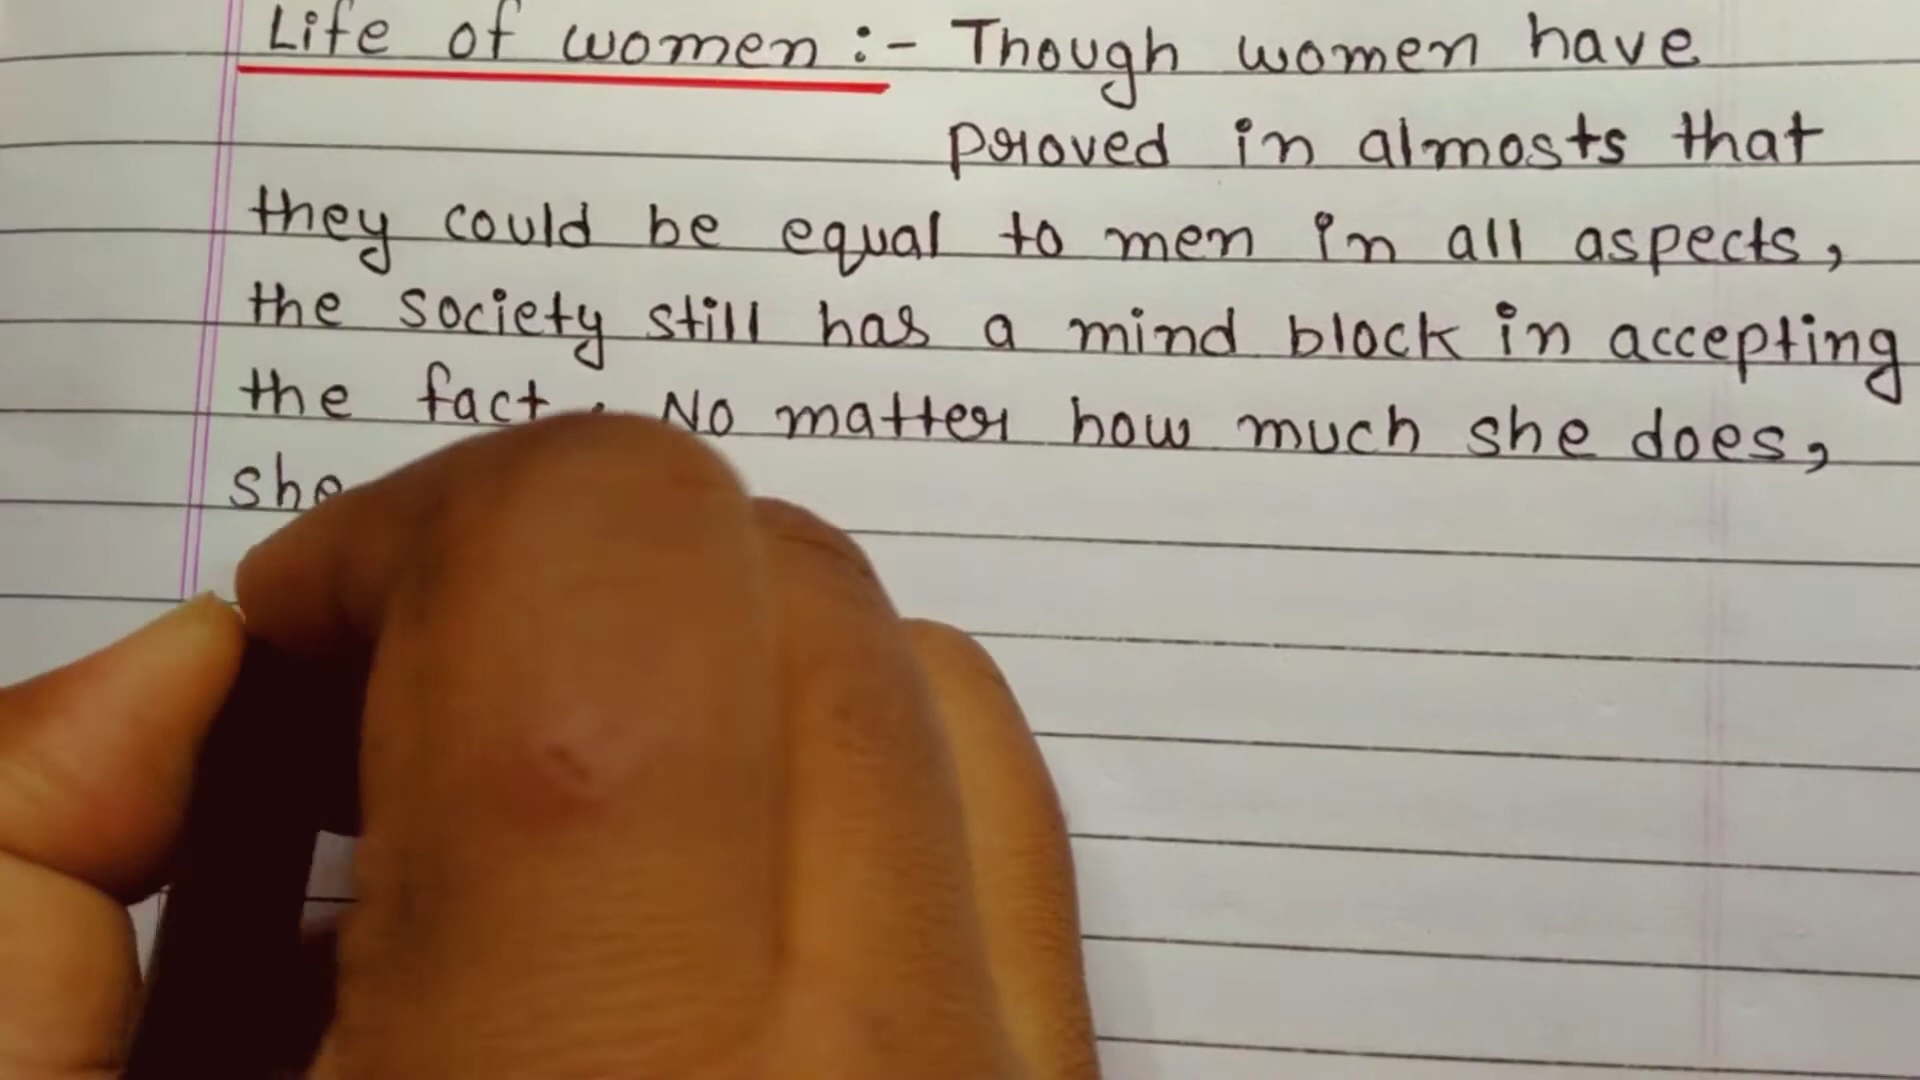 Life of women :- Though women have
proved in almosts that
they could be equal to men in all aspects,
the society still has a mind block in accepting
the fact. No matter how much she does,
she